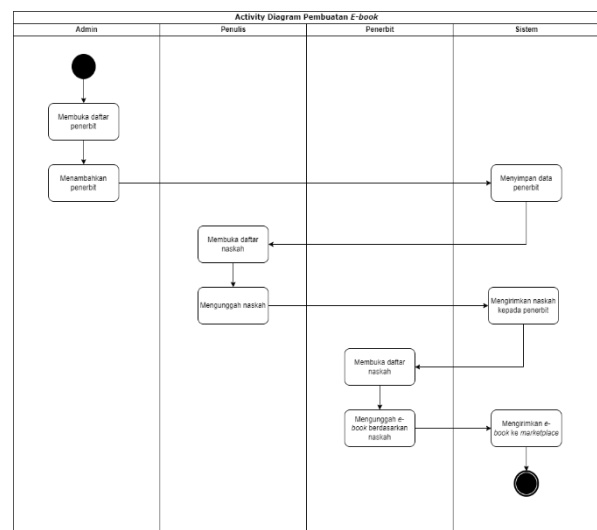 Activity Diagram Pembuatan E-book
Admin
Penulis
Penerbit
Sistem
Membuka daftar
penerbit
Menambahkan
penerbit
Menyimpan data
penerbit
Membuka daftar
naskah
Mengunggah naskah
Mengirimkan naskah
kepada penerbit
Membuka daftar
naskah
Mengunggah e-
book berdasarkan
naskah
Mengirimkan e-
book ke marketplace